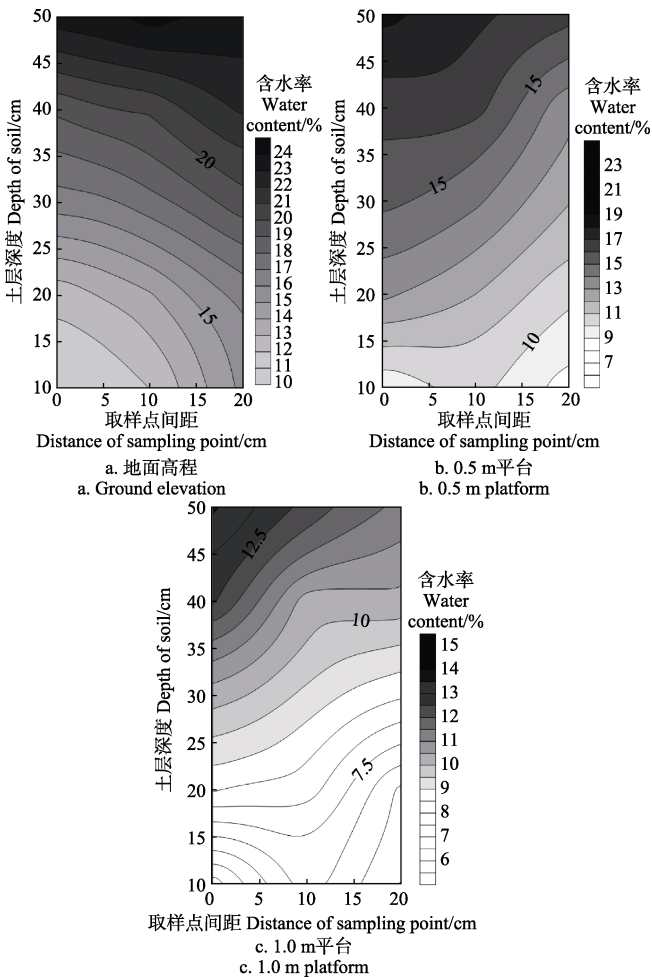 50
45
40
35
30
25
20
15
10
土层深度 Depth of soil/cm
20
15
0 5 10 15 20
取样点间距
Distance of sampling point/cm
含水率
Water
content/%
24
23
22
21
20
19
18
17
16
15
14
13
12
11
10
a. 地面高程
a. Ground elevation
50
45
40
35
30
25
20
15
10
土层深度 Depth of soil/cm
15
15
10
0 5 10 15 20
取样点间距
Distance of sampling point/cm
含水率
Water
content/%
23
21
19
17
15
13
11
9
7
b. 0.5 m平台
b. 0.5 m platform
50
45
40
35
30
25
20
15
10
土层深度 Depth of soil/cm
12.5
10
7.5
0 5 10 15 20
取样点间距 Distance of sampling point/cm
含水率
Water
content/%
15
14
13
12
11
10
9
8
7
6
c. 1.0 m平台
c. 1.0 m platform